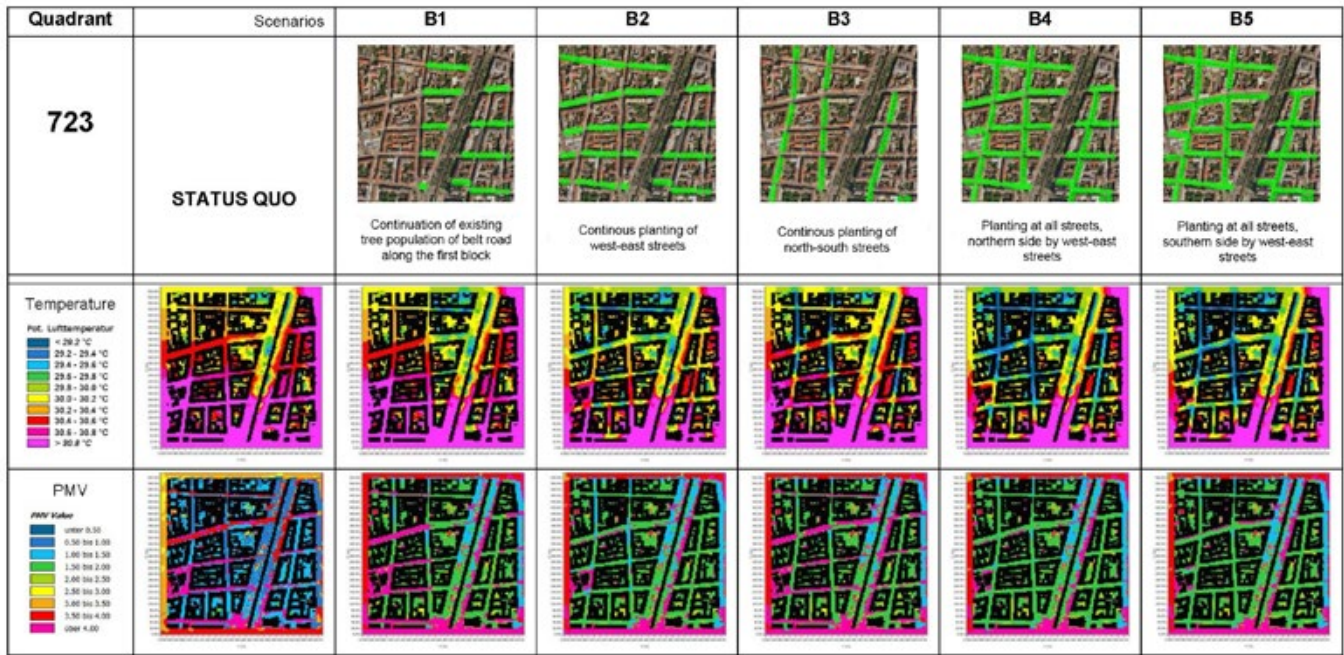 Quadrant
Scenarios
B1
B2
B3
B4
B5
723
STATUS QUO
Continuation of existing
tree population of belt road
along the first block
Continous planting of
west-east streets
Continous planting of
north-south streets
Planting at all streets,
northern side by west-east
streets
Planting at all streets,
southern side by west-east
streets
Temperature
Pot. Lufttemperatur
< 29.2 °C
29.2 - 29.4 °C
29.4 - 29.6 °C
29.6 - 29.8 °C
29.8 - 30.0 °C
30.0 - 30.2 °C
30.2 - 30.4 °C
30.4 - 30.6 °C
30.6 - 30.8 °C
> 30.8 °C
PMV
PMV Value
unter 0.50
0.50 bis 1.00
1.00 bis 1.50
1.50 bis 2.00
2.00 bis 2.50
2.50 bis 3.00
3.00 bis 3.50
3.50 bis 4.00
über 4.00